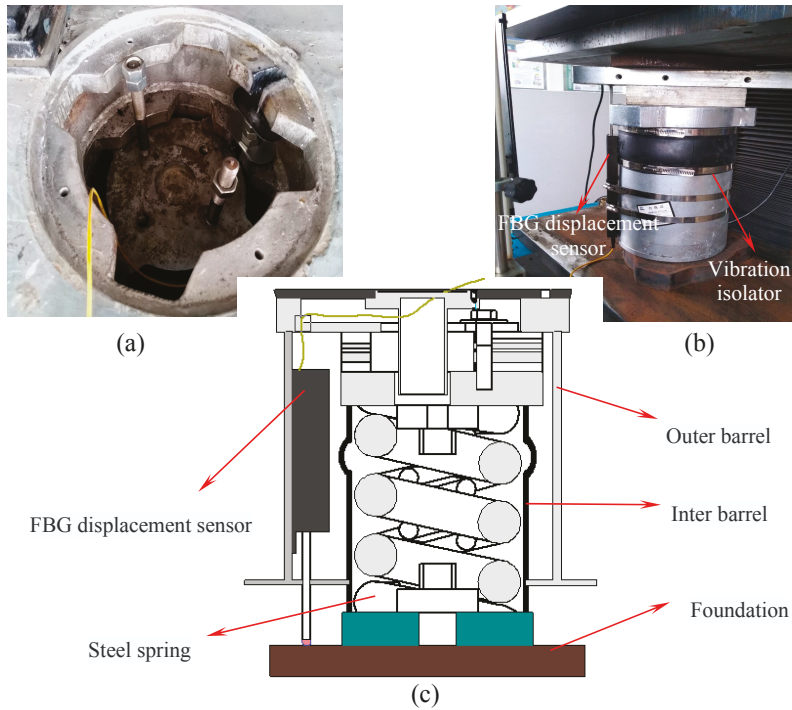 FBG displacement
sensor
Vibration
isolator
(a)
(b)
Outer barrel
FBG displacement sensor
Inter barrel
Foundation
Steel spring
(c)